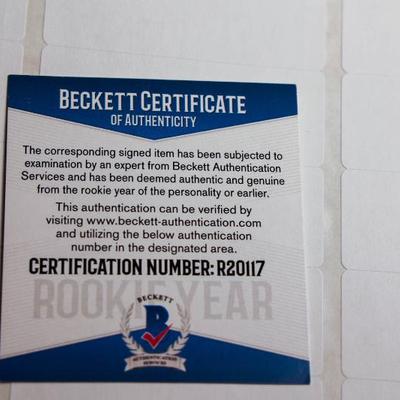 BECKETT CERTIFICATE
OF AUTHENTICITY
The corresponding signed item has been subjected to
examination by an expert from Beckett Authentication
Services and has been deemed authentic and genuine
from the rookie year of the personality or earlier.
This authentication can be verified by
visiting www.beckett-authentication.com
and utilizing the below authentication
number in the designated area.
CERTIFICATION NUMBER: R20117
ROOKIE YEAR
BECKETT
B
AUTHENTICATION
SERVICES